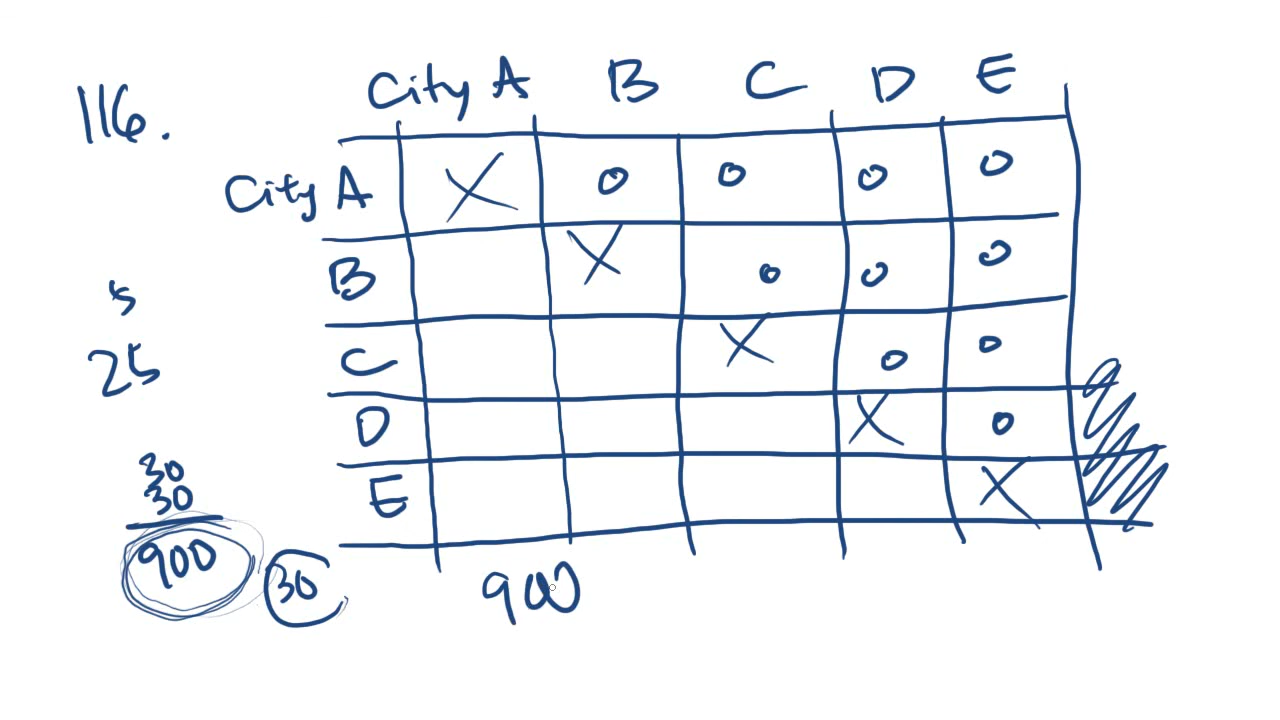 116.
City A B C D E
City A X O O O O
B X O O O
C X O O
D X O
E X
5
25
30
30
900
30
900